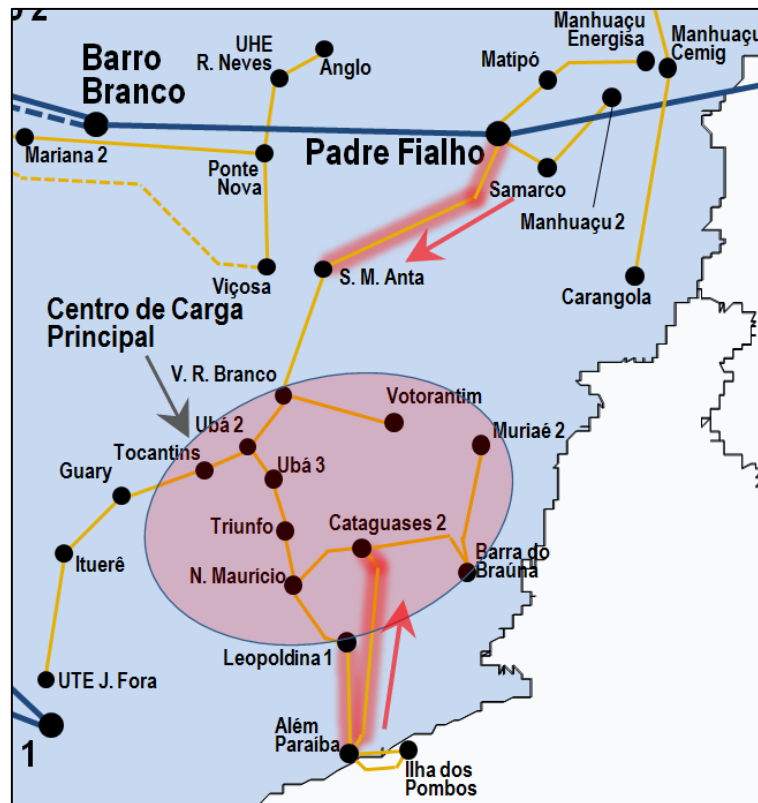 2
UHE
R. Neves
Anglo
Manhuaçu
Energisa
Manhuaçu
Cemig
Matipó
Barro
Branco
Padre Fialho
Mariana 2
Ponte
Nova
Samarco
Manhuaçu 2
Viçosa
S. M. Anta
Carangola
Centro de Carga
Principal
V. R. Branco
Votorantim
Ubá 2
Muriaé 2
Tocantins
Guary
Ubá 3
Triunfo
Cataguases 2
Ituerê
N. Maurício
Barra do
Braúna
Leopoldina 1
UTE J. Fora
Além
Paraíba
1
Ilha dos
Pombos